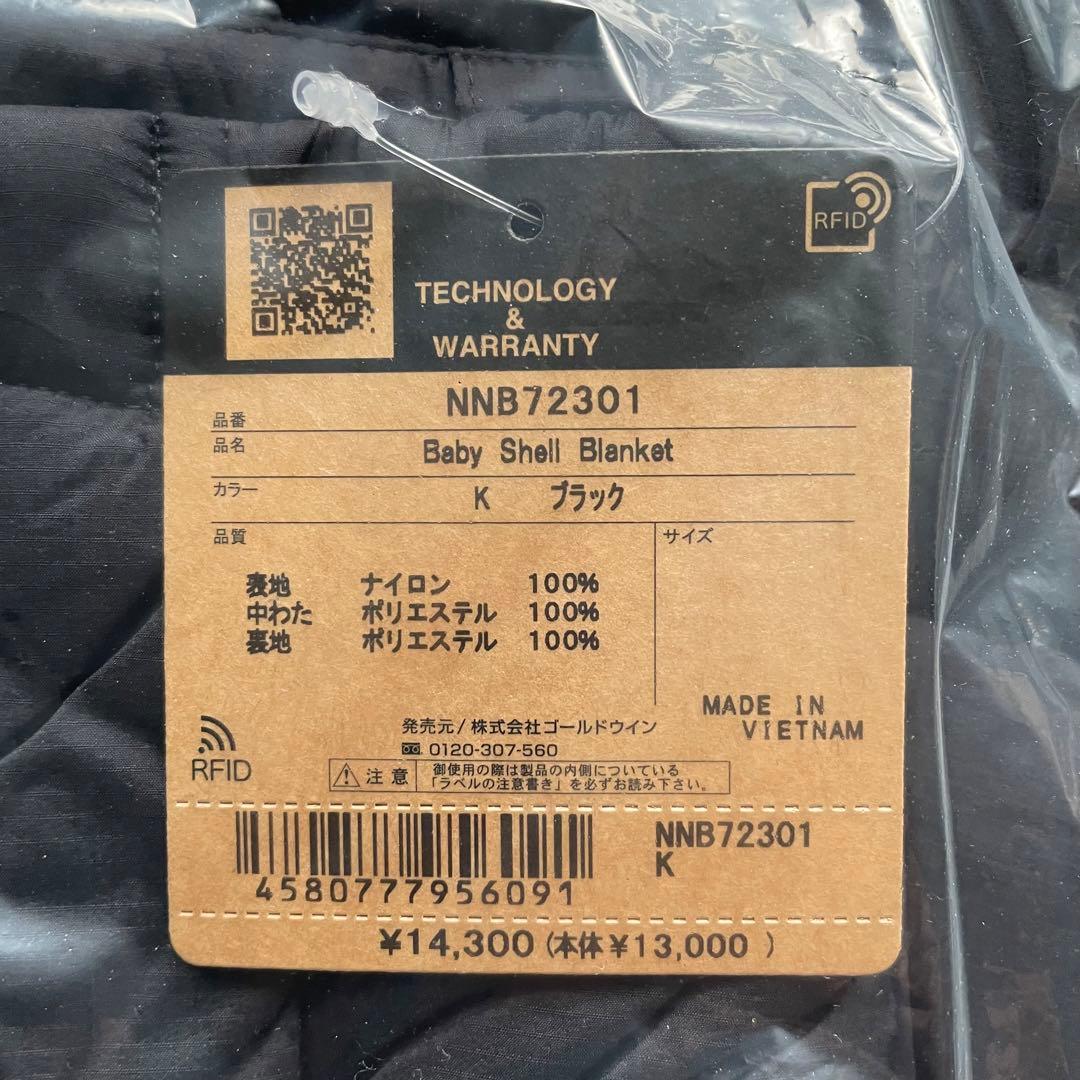 RFID
TECHNOLOGY
&
WARRANTY
品番 NNB72301
品名 Baby Shell Blanket
カラー K ブラック
品質 サイズ
表地 ナイロン 100%
中わた ポリエステル 100%
裏地 ポリエステル 100%
MADE IN
VIETNAM
発売元/株式会社ゴールドウイン
0120-307-560
RFID
注意 御使用の際は製品の内側についている
「ラベルの注意書き」を必ずお読み下さい。
4580777956091
NNB72301
K
¥14,300(本体¥13,000 )